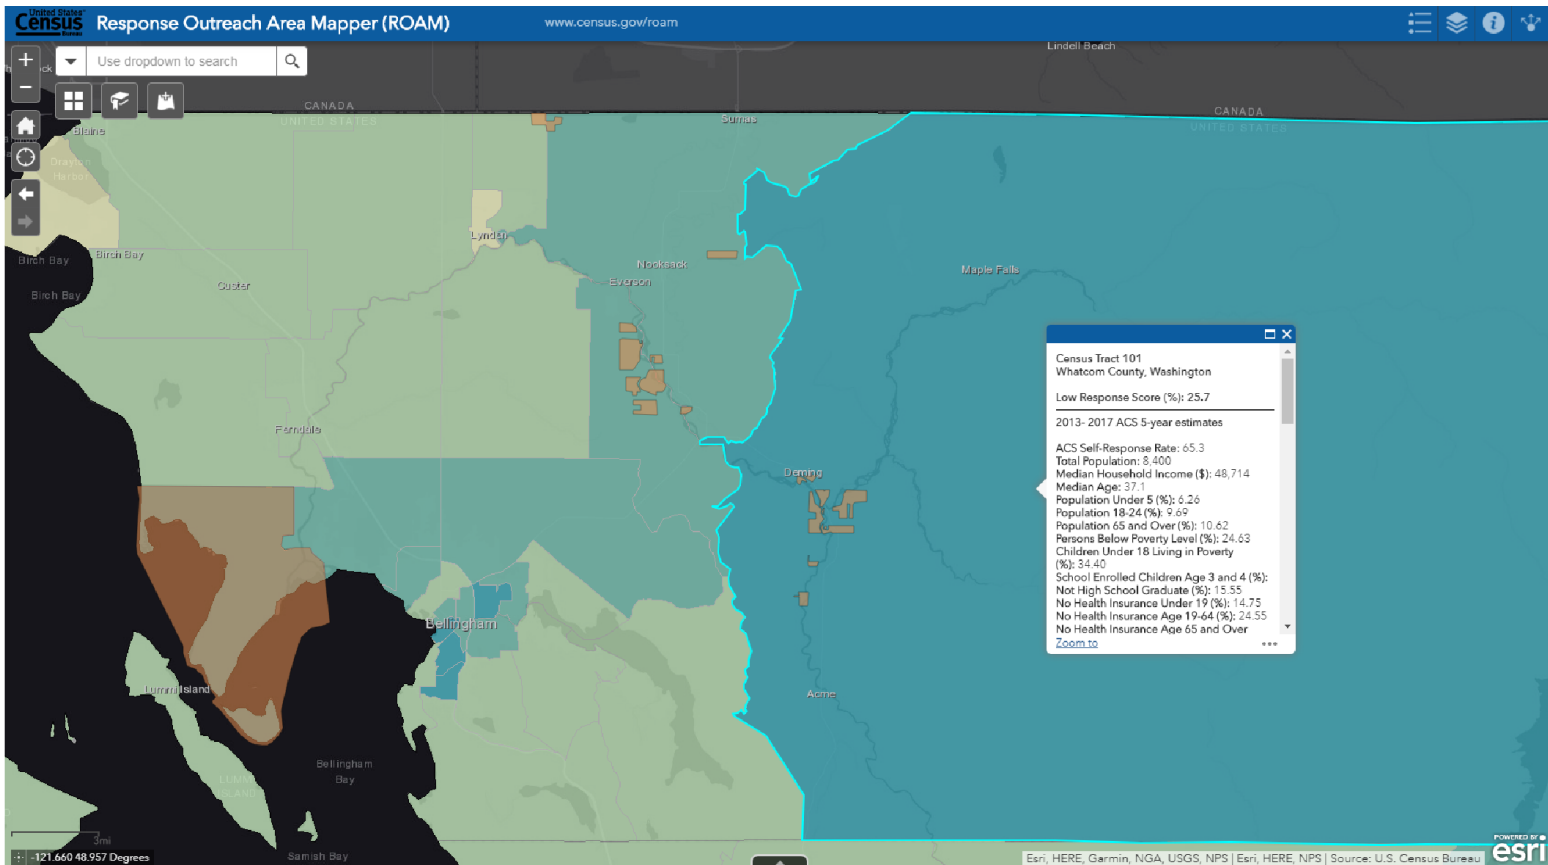 United States®
Census
Bureau
Response Outreach Area Mapper (ROAM)
www.census.gov/roam
Use dropdown to search
Lindell Beach
CANADA
UNITED STATES
CANADA
UNITED STATES
Sumas
Blaine
Drayton
Harbor
Lynden
Birch Bay
Birch Bay
Nooksack
Maple Falls
Everson
Custer
Birch Bay
Ferndale
Deming
Bellingham
Lummi Island
Acme
Bellingham
Bay
LUMMI
ISLAND
Samish Bay
Census Tract 101
Whatcom County, Washington
Low Response Score (%): 25.7
2013- 2017 ACS 5-year estimates
ACS Self-Response Rate: 65.3
Total Population: 8,400
Median Household Income ($): 48,714
Median Age: 37.1
Population Under 5 (%): 6.26
Population 18-24 (%): 9.69
Population 65 and Over (%): 10.62
Persons Below Poverty Level (%): 24.63
Children Under 18 Living in Poverty
(%): 34.40
School Enrolled Children Age 3 and 4 (%):
Not High School Graduate (%): 15.55
No Health Insurance Under 19 (%): 14.75
No Health Insurance Age 19-64 (%): 24.55
No Health Insurance Age 65 and Over
Zoom to
3mi
-121.660 48.957 Degrees
Esri, HERE, Garmin, NGA, USGS, NPS | Esri, HERE, NPS | Source: U.S. Census Bureau
POWERED BY
esri